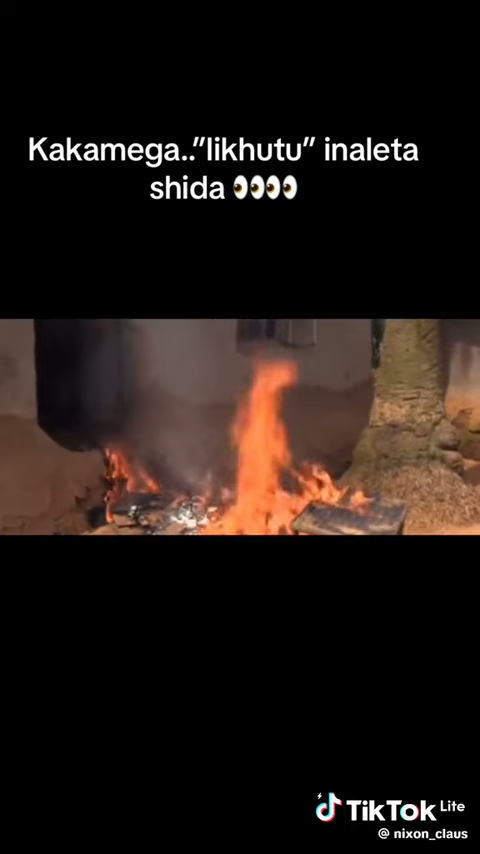 Kakamega.."likhutu" inaleta
shida 👀👀
TikTok Lite
@ nixon_claus